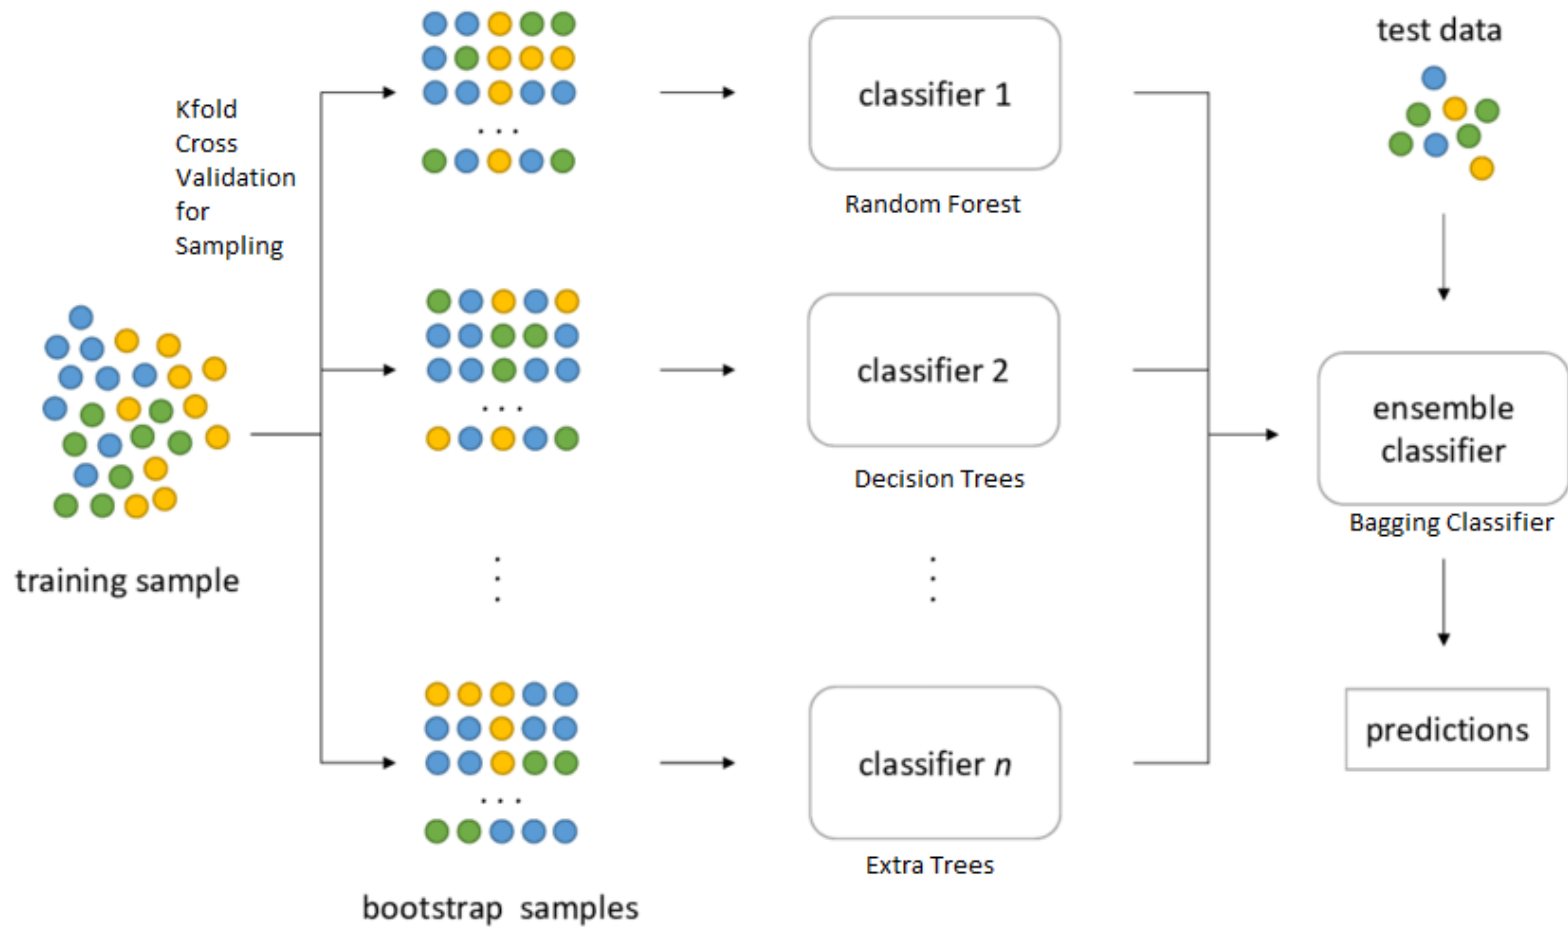 Kfold
Cross
Validation
for
Sampling
training sample
. . .
. . .
. . .
bootstrap samples
classifier 1
Random Forest
classifier 2
Decision Trees
classifier n
Extra Trees
test data
ensemble
classifier
Bagging Classifier
predictions